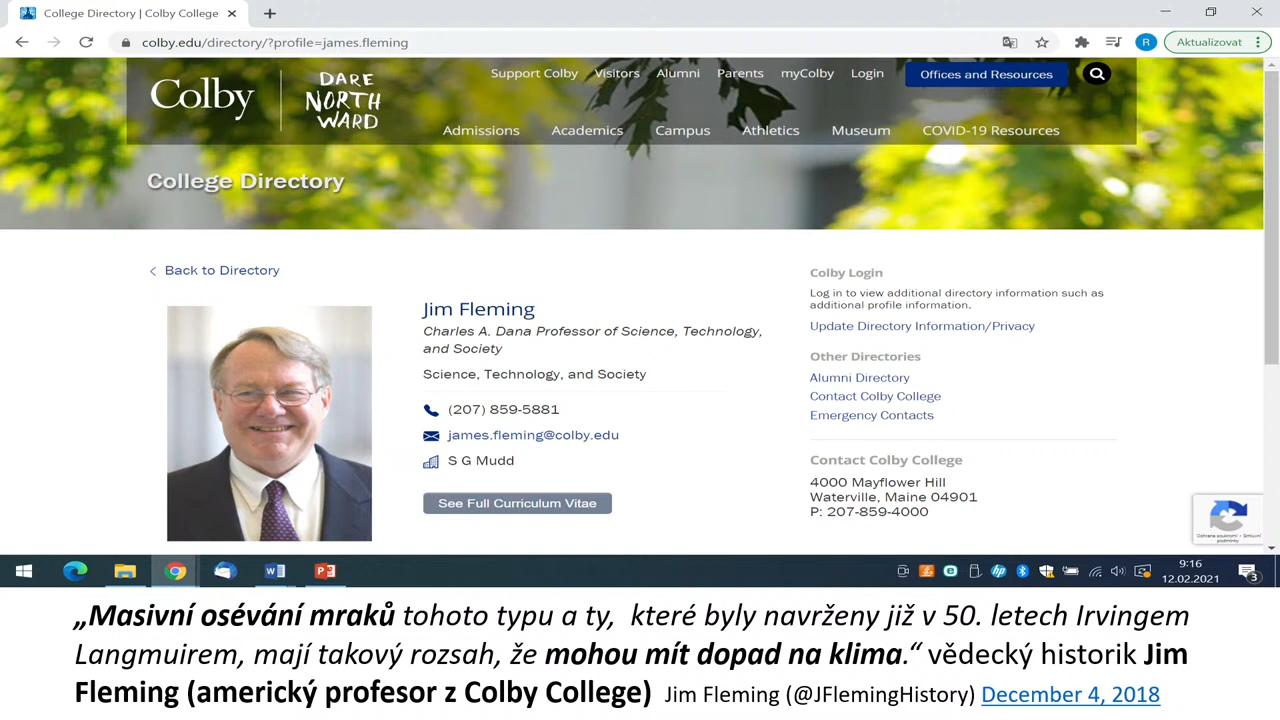 College Directory | Colby College
colby.edu/directory/?profile=james.fleming
R
Aktualizovat
Colby
DARE
NORTH
WARD
Support Colby Visitors Alumni Parents myColby Login Offices and Resources
Admissions Academics Campus Athletics Museum COVID-19 Resources
College Directory
Back to Directory
Jim Fleming
Charles A. Dana Professor of Science, Technology,
and Society
Science, Technology, and Society
(207) 859-5881
james.fleming@colby.edu
S G Mudd
See Full Curriculum Vitae
Colby Login
Log in to view additional directory information such as
additional profile information.
Update Directory Information/Privacy
Other Directories
Alumni Directory
Contact Colby College
Emergency Contacts
Contact Colby College
4000 Mayflower Hill
Waterville, Maine 04901
P: 207-859-4000
Ochrana soukromí - Smluvní
podmínky
9:16
12.02.2021
3
„Masivní osévání mraků tohoto typu a ty, které byly navrženy již v 50. letech Irvingem
Langmuirem, mají takový rozsah, že mohou mít dopad na klima.“ vědecký historik Jim
Fleming (americký profesor z Colby College) Jim Fleming (@JFlemingHistory) December 4, 2018